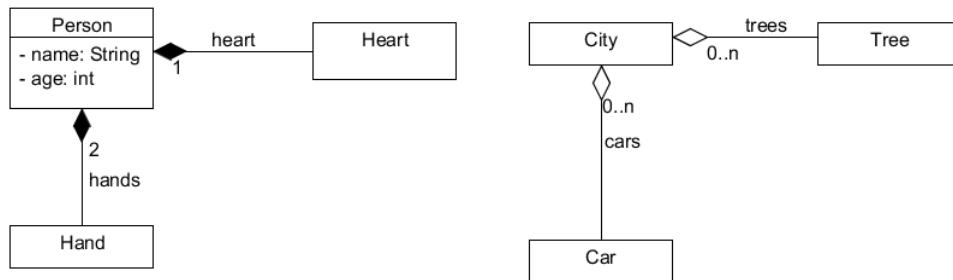 Person
- name: String
- age: int
heart
1
Heart
2
hands
Hand
City
trees
0..n
Tree
0..n
cars
Car